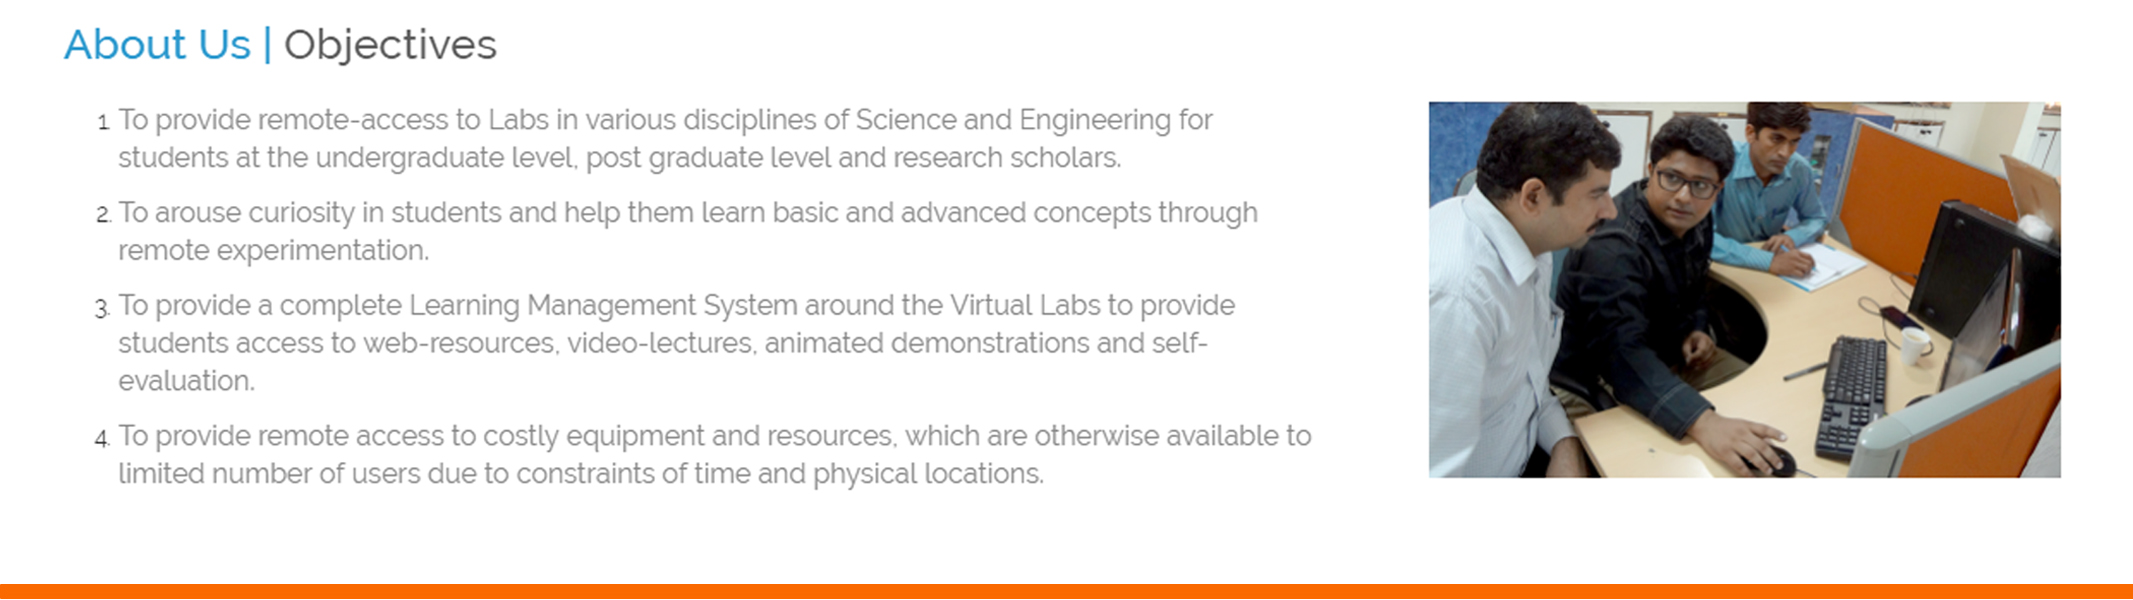 About Us | Objectives
1. To provide remote-access to Labs in various disciplines of Science and Engineering for
students at the undergraduate level, post graduate level and research scholars.
2. To arouse curiosity in students and help them learn basic and advanced concepts through
remote experimentation.
3. To provide a complete Learning Management System around the Virtual Labs to provide
students access to web-resources, video-lectures, animated demonstrations and self-
evaluation.
4. To provide remote access to costly equipment and resources, which are otherwise available to
limited number of users due to constraints of time and physical locations.